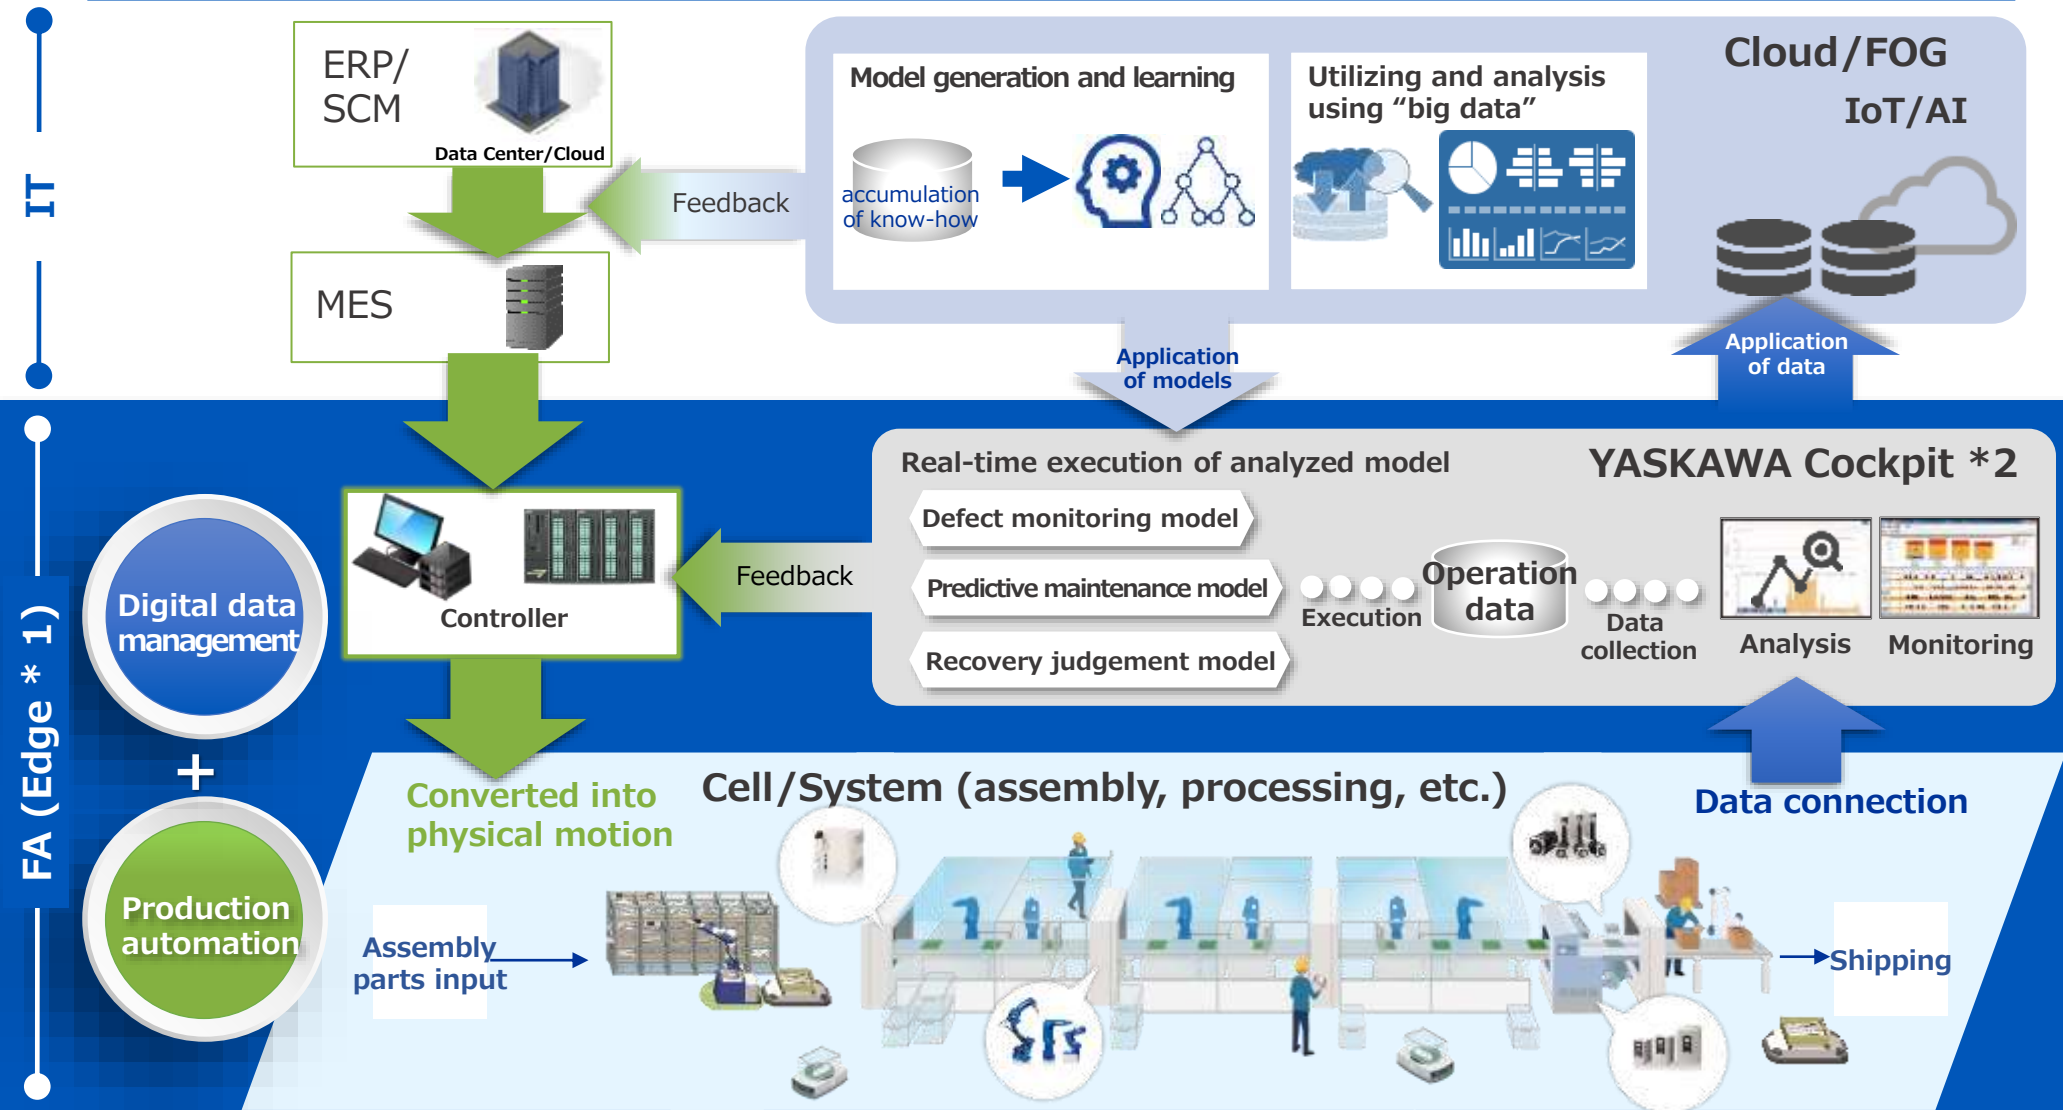 IT
ERP/
SCM
Data Center/Cloud
Feedback
MES
Model generation and learning
accumulation
of know-how
Utilizing and analysis
using “big data”
Cloud/FOG
IoT/AI
Application
of models
Application
of data
FA (Edge * 1)
Digital data
management
+
Production
automation
Controller
Feedback
Real-time execution of analyzed model
YASKAWA Cockpit *2
Defect monitoring model
Predictive maintenance model
Recovery judgement model
Execution
Operation
data
Data
collection
Analysis
Monitoring
Converted into
physical motion
Cell/System (assembly, processing, etc.)
Data connection
Assembly
parts input
Shipping